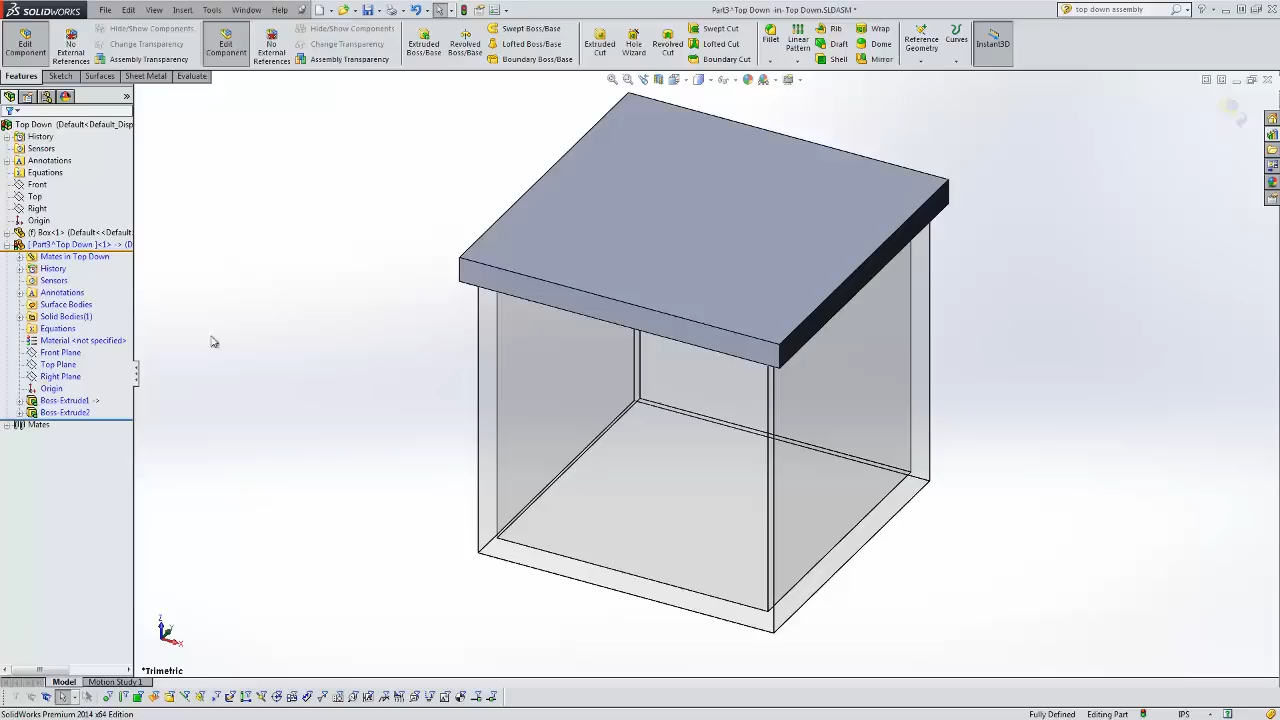 SOLIDWORKS
File Edit View Insert Tools Window Help
Part3^Top Down -in- Top Down.SLDASM *
top down assembly
Edit Component
No External References
Hide/Show Components
Change Transparency
Assembly Transparency
Edit Component
No External References
Hide/Show Components
Change Transparency
Assembly Transparency
Extruded Boss/Base
Revolved Boss/Base
Swept Boss/Base
Lofted Boss/Base
Boundary Boss/Base
Extruded Cut
Hole Wizard
Revolved Cut
Swept Cut
Lofted Cut
Boundary Cut
Fillet
Linear Pattern
Rib
Draft
Shell
Wrap
Dome
Mirror
Reference Geometry
Curves
Instant3D
Features Sketch Surfaces Sheet Metal Evaluate
Top Down (Default<Default_Disp
History
Sensors
Annotations
Equations
Front
Top
Right
Origin
(f) Box<1> (Default<<Default
[ Part3^Top Down ]<1> -> (D
Mates in Top Down
History
Sensors
Annotations
Surface Bodies
Solid Bodies(1)
Equations
Material <not specified>
Front Plane
Top Plane
Right Plane
Origin
Boss-Extrude1 ->
Boss-Extrude2
Mates
Z
Y
X
*Trimetric
Model Motion Study 1
SolidWorks Premium 2014 x64 Edition
Fully Defined Editing Part IPS